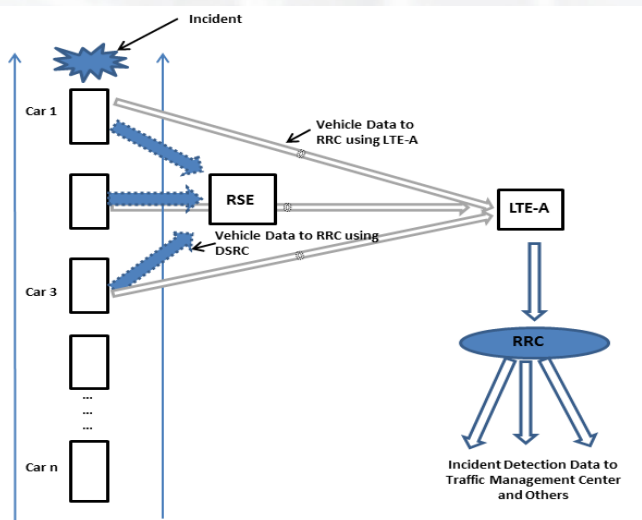 Incident
Car 1
Vehicle Data to
RRC using LTE-A
RSE
LTE-A
Vehicle Data to RRC using
DSRC
Car 3
RRC
...
...
...
Car n
Incident Detection Data to
Traffic Management Center
and Others